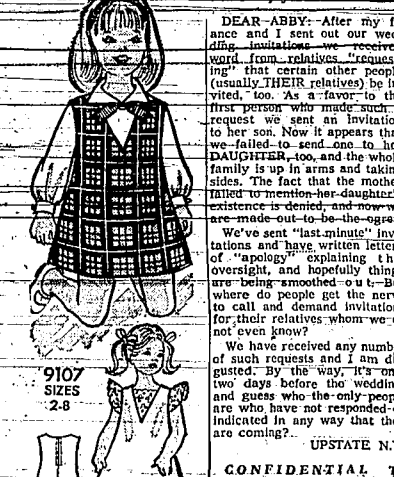 9107
SIZES
2-8
DEAR ABBY: After my f
ance and I sent out our wed
ding invitations we receive
word from relatives "reques
ing" that certain other peopl
(usually THEIR relatives) be in
vited, too. As a favor to th
first person who made such
request we sent an invitatio
to her son. Now it appears tha
we failed to send one to he
DAUGHTER, too, and the whol
family is up in arms and takin
sides. The fact that the mothe
failed to mention her daughter'
existence is denied, and now w
are made out to be the ogre
We've sent "last minute" inv
tations and have written letter
of "apology" explaining th
oversight, and hopefully thing
are being smoothed out. B
where do people get the ner
to call and demand invitatio
for their relatives whom we
not even know?
We have received any numb
of such requests and I am di
gusted. By the way, it's on
two days before the weddin
and guess who the only peop
are who have not responded
indicated in any way that the
are coming?
UPSTATE N.
CONFIDENTIAL T